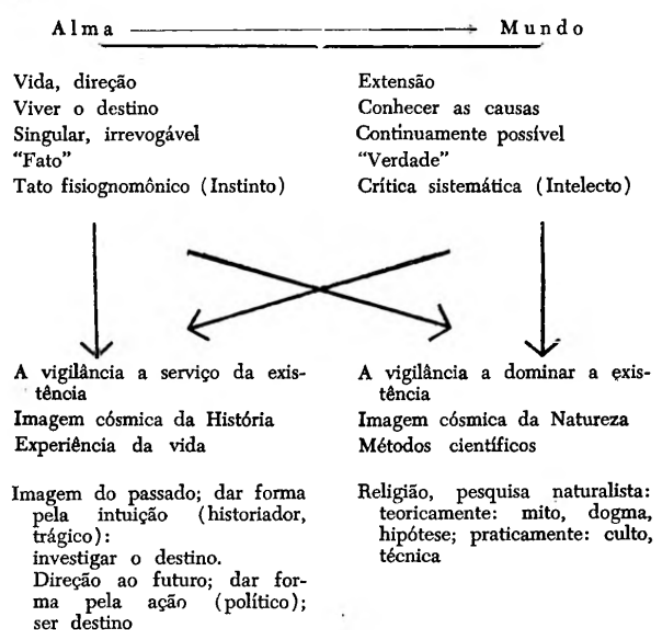 Alma Mundo
Vida, direção
Viver o destino
Singular, irrevogável
“Fato”
Tato fisiognomônico (Instinto)
Extensão
Conhecer as causas
Continuamente possível
“Verdade”
Crítica sistemática (Intelecto)
A vigilância a serviço da exis-
tência
Imagem cósmica da História
Experiência da vida
Imagem do passado; dar forma
pela intuição (historiador,
trágico):
investigar o destino.
Direção ao futuro; dar for-
ma pela ação (político);
ser destino
A vigilância a dominar a exis-
tência
Imagem cósmica da Natureza
Métodos científicos
Religião, pesquisa naturalista:
teoricamente: mito, dogma,
hipótese; praticamente: culto,
técnica